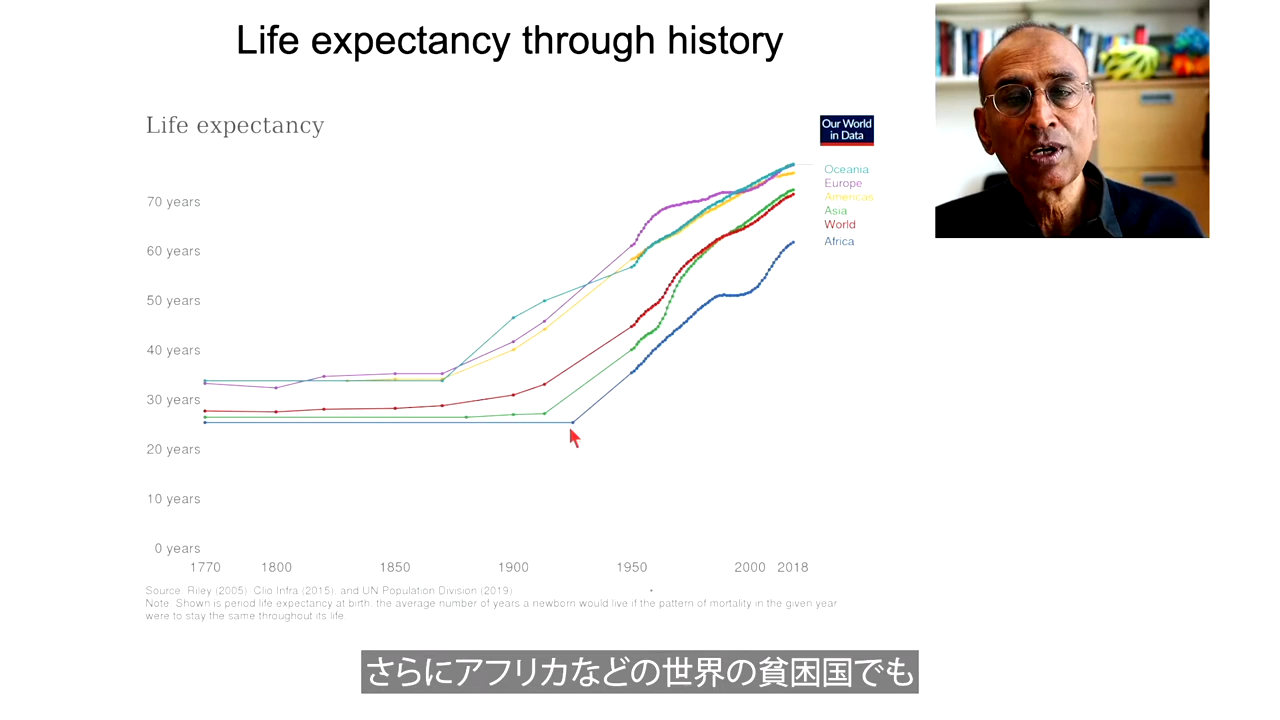 Life expectancy through history
Life expectancy
Our World
in Data
Oceania
Europe
Americas
Asia
World
Africa
70 years
60 years
50 years
40 years
30 years
20 years
10 years
0 years
1770 1800 1850 1900 1950 2000 2018
Source: Riley (2005), Clio Infra (2015), and UN Population Division (2019)
Note: Shown is period life expectancy at birth, the average number of years a newborn would live if the pattern of mortality in the given year
were to stay the same throughout its life
さらにアフリカなどの世界の貧困国でも